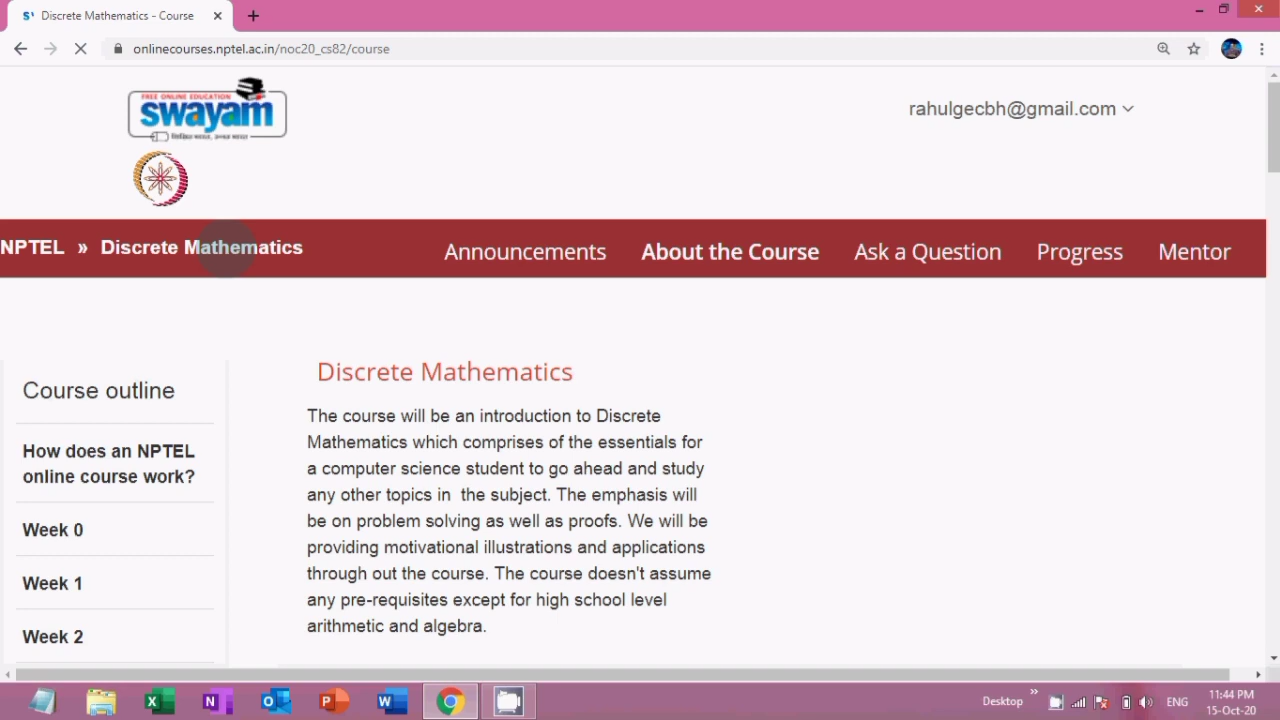 Discrete Mathematics - Course
onlinecourses.nptel.ac.in/noc20_cs82/course
FREE ONLINE EDUCATION
swayam
rahulgecbh@gmail.com
NPTEL » Discrete Mathematics
Announcements About the Course Ask a Question Progress Mentor
Course outline
How does an NPTEL
online course work?
Week 0
Week 1
Week 2
Discrete Mathematics
The course will be an introduction to Discrete
Mathematics which comprises of the essentials for
a computer science student to go ahead and study
any other topics in the subject. The emphasis will
be on problem solving as well as proofs. We will be
providing motivational illustrations and applications
through out the course. The course doesn't assume
any pre-requisites except for high school level
arithmetic and algebra.
Desktop
ENG
11:44 PM
15-Oct-20